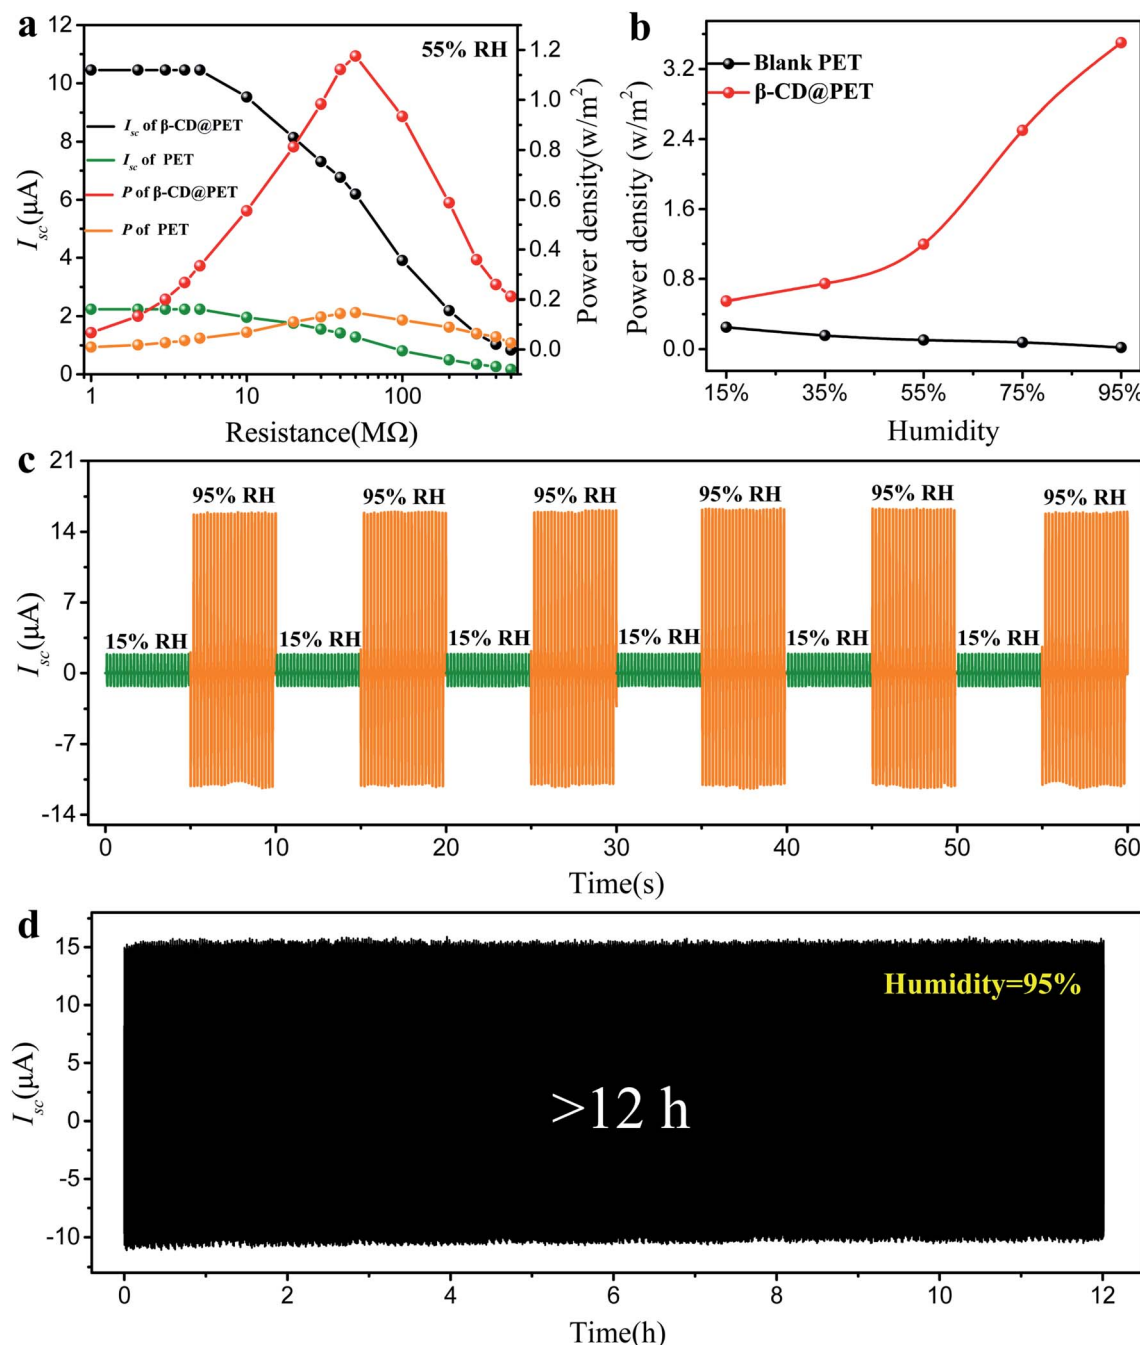 a
55% RH
12
10
8
6
4
2
0
I_sc(μA)
I_sc of β-CD@PET
I_sc of PET
P of β-CD@PET
P of PET
1.2
1.0
0.8
0.6
0.4
0.2
0.0
Power density(w/m²)
1
10
100
Resistance(MΩ)
b
Blank PET
β-CD@PET
3.2
2.4
1.6
0.8
0.0
Power density (w/m²)
15%
35%
55%
75%
95%
Humidity
c
21
14
7
0
-7
-14
I_sc(μA)
95% RH
95% RH
95% RH
95% RH
95% RH
95% RH
15% RH
15% RH
15% RH
15% RH
15% RH
15% RH
0
10
20
30
40
50
60
Time(s)
d
15
10
5
0
-5
-10
I_sc(μA)
Humidity=95%
>12 h
0
2
4
6
8
10
12
Time(h)